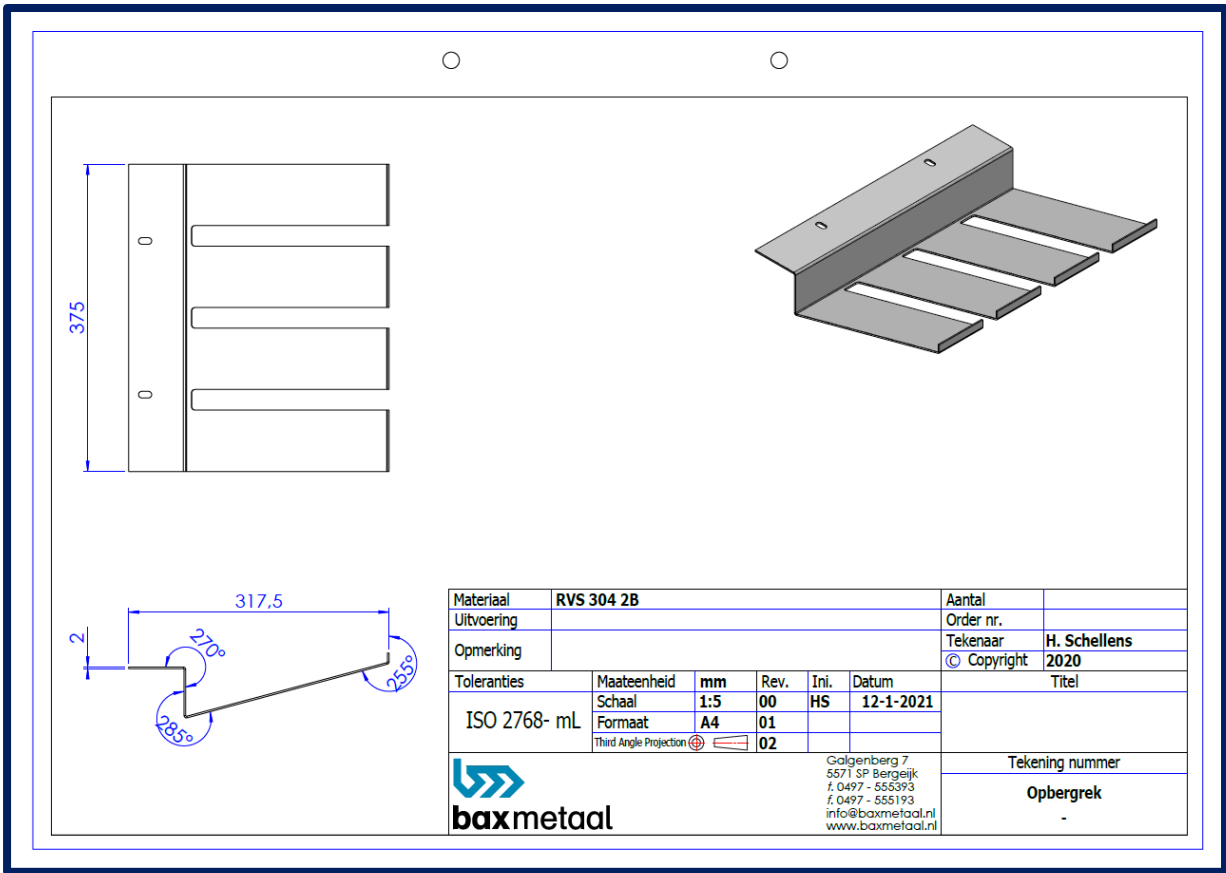 375
317,5
2
270°
285°
255°
Materiaal RVS 304 2B
Uitvoering
Opmerking
Aantal
Order nr.
Tekenaar H. Schellens
© Copyright 2020
Toleranties Maateenheid mm Rev. Ini. Datum Titel
ISO 2768- mL
Schaal 1:5 00 HS 12-1-2021
Formaat A4 01
Third Angle Projection 02
baxmetaal
Galgenberg 7
5571 SP Bergeijk
t. 0497 - 555393
f. 0497 - 555193
info@baxmetaal.nl
www.baxmetaal.nl
Tekening nummer
Opbergrek
-